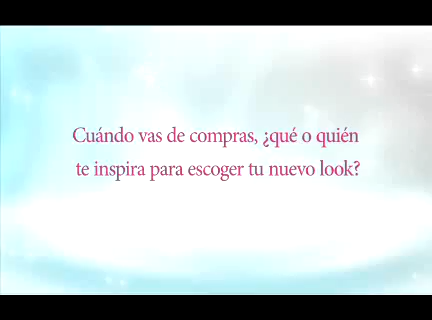 Cuándo vas de compras, ¿qué o quién
te inspira para escoger tu nuevo look?